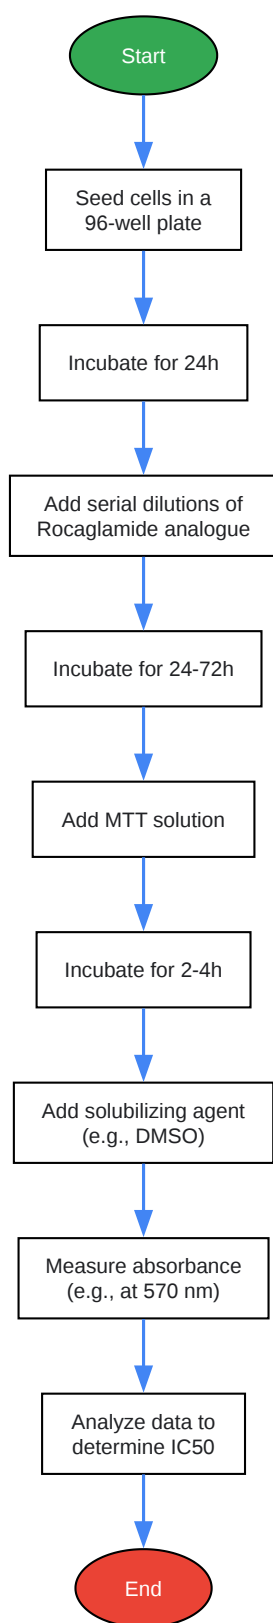 Start
Seed cells in a
96-well plate
Incubate for 24h
Add serial dilutions of
Rocaglamide analogue
Incubate for 24-72h
Add MTT solution
Incubate for 2-4h
Add solubilizing agent
(e.g., DMSO)
Measure absorbance
(e.g., at 570 nm)
Analyze data to
determine IC50
End